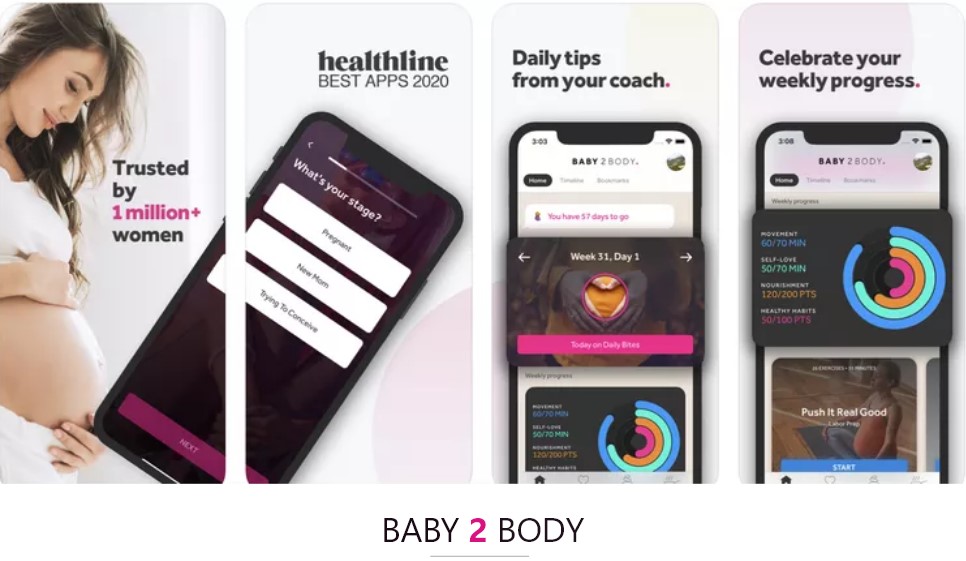 Trusted
by
1 million+
women
healthline
BEST APPS 2020
What's your stage?
Pregnant
New Mom
Trying To Conceive
NEXT
Daily tips
from your coach.
3:03
BABY 2 BODY.
Home Timeline Bookmarks
You have 57 days to go
Week 31, Day 1
Today on Daily Bites
Weekly progress
MOVEMENT
60/70 MIN
SELF-LOVE
50/70 MIN
NOURISHMENT
120/200 PTS
HEALTHY HABITS
Celebrate your
weekly progress.
3:08
BABY 2 BODY.
Home Timeline Bookmarks
Weekly progress
MOVEMENT
60/70 MIN
SELF-LOVE
50/70 MIN
NOURISHMENT
120/200 PTS
HEALTHY HABITS
50/100 PTS
Push It Real Good
Labor Prep
START
BABY 2 BODY